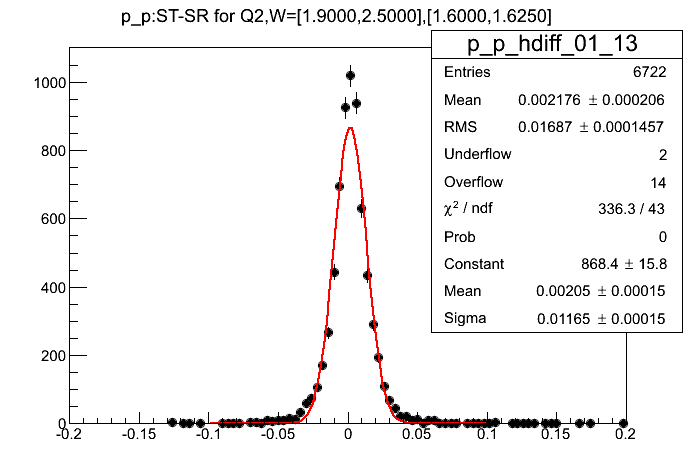 p_p:ST-SR for Q2,W=[1.9000,2.5000],[1.6000,1.6250]
p_p_hdiff_01_13
Entries 6722
Mean 0.002176 ± 0.000206
RMS 0.01687 ± 0.0001457
Underflow 2
Overflow 14
χ² / ndf 336.3 / 43
Prob 0
Constant 868.4 ± 15.8
Mean 0.00205 ± 0.00015
Sigma 0.01165 ± 0.00015
1000
800
600
400
200
0
-0.2 -0.15 -0.1 -0.05 0 0.05 0.1 0.15 0.2